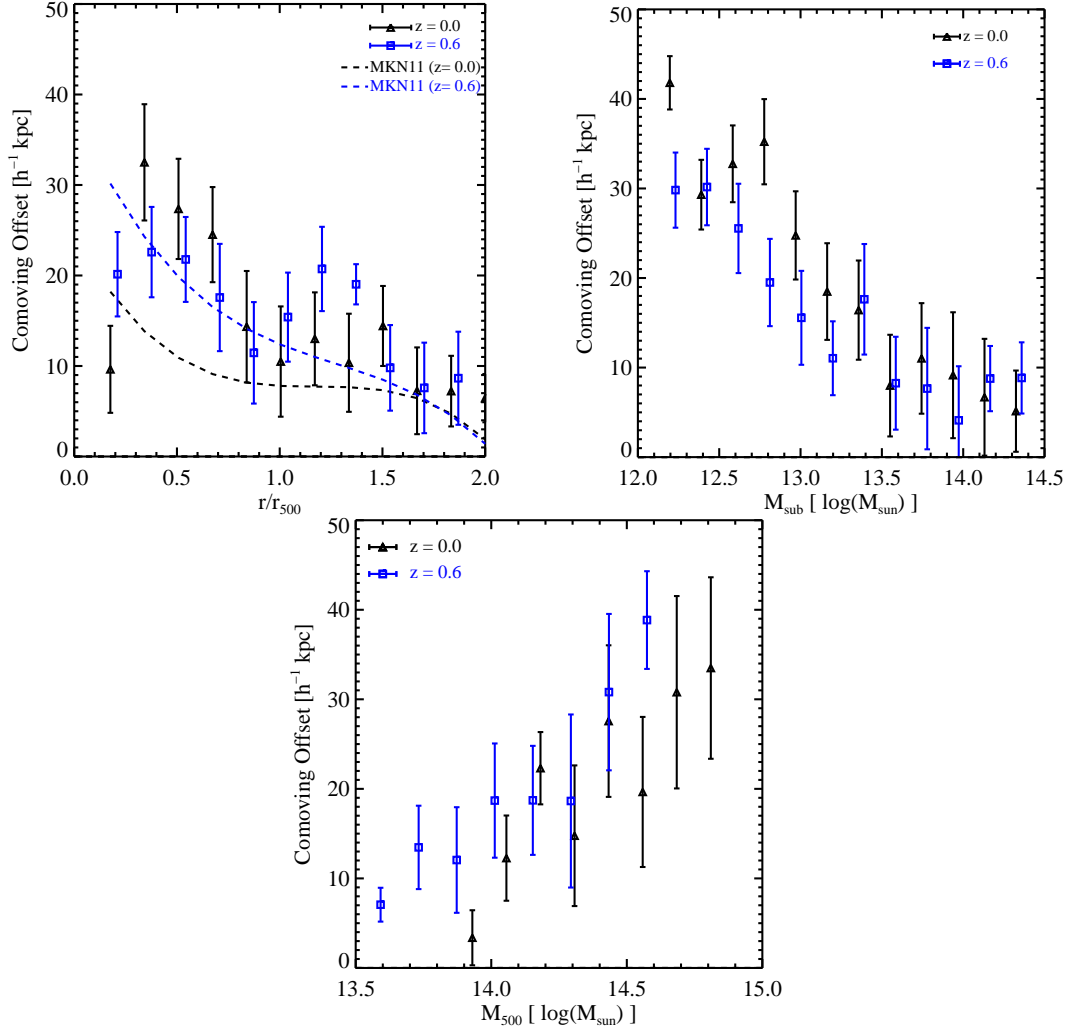 50
40
30
20
10
0
Comoving Offset [h⁻¹ kpc]
z = 0.0
z = 0.6
MKN11 (z= 0.0)
MKN11 (z= 0.6)
0.0 0.5 1.0 1.5 2.0
r/r₅₀₀
50
40
30
20
10
0
Comoving Offset [h⁻¹ kpc]
z = 0.0
z = 0.6
12.0 12.5 13.0 13.5 14.0 14.5
M_sub [ log(M_sun) ]
50
40
30
20
10
0
Comoving Offset [h⁻¹ kpc]
z = 0.0
z = 0.6
13.5 14.0 14.5 15.0
M₅₀₀ [ log(M_sun) ]